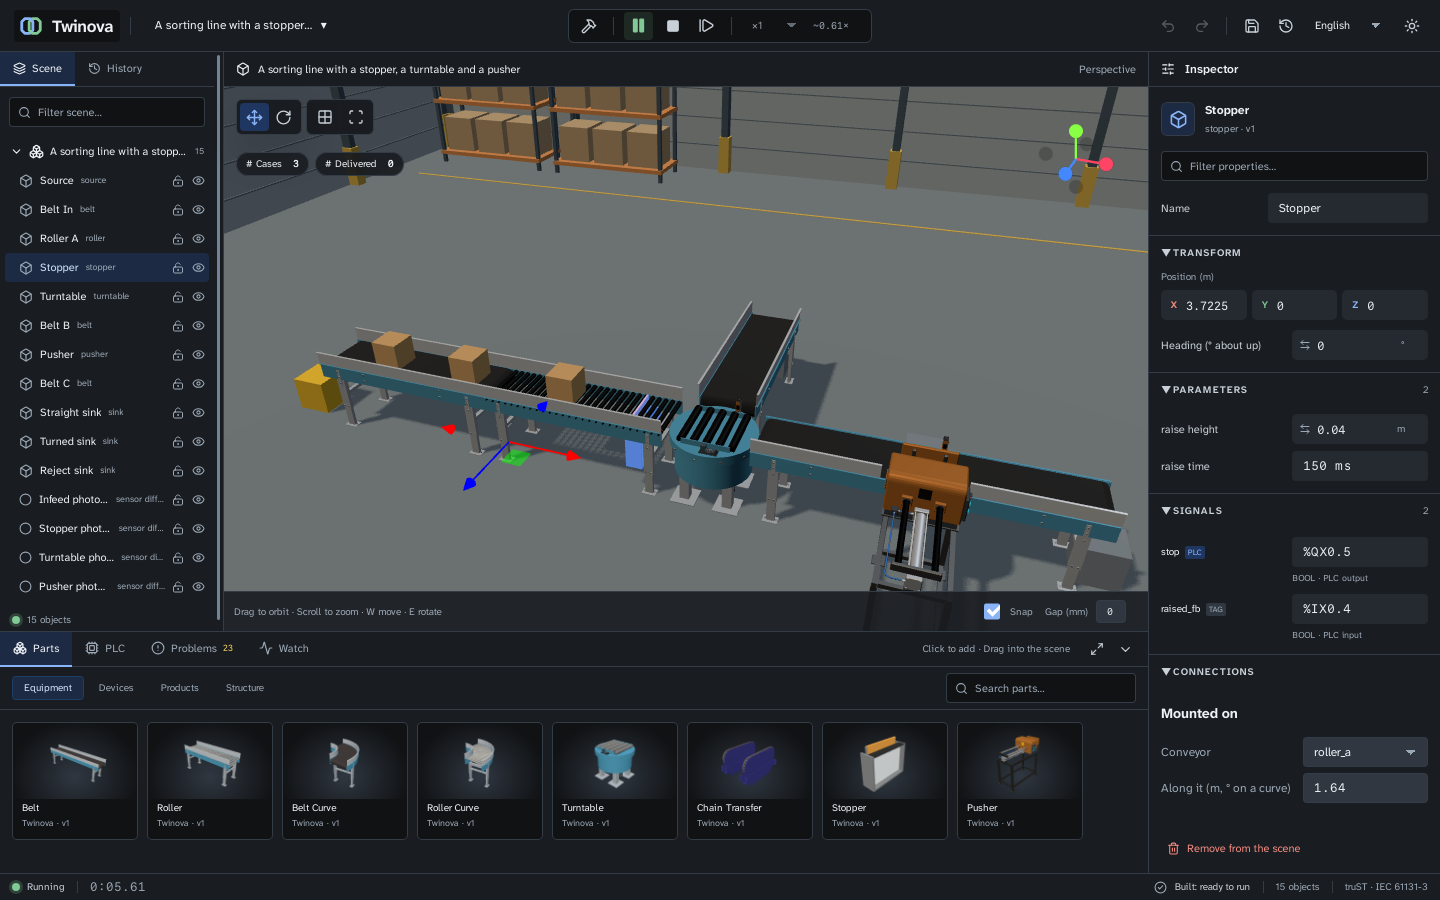 Twinova
A sorting line with a stopper... ▼
×1
~0.61×
English
Scene
History
Filter scene...
A sorting line with a stopp... 15
Source source
Belt In belt
Roller A roller
Stopper stopper
Turntable turntable
Belt B belt
Pusher pusher
Belt C belt
Straight sink sink
Turned sink sink
Reject sink sink
Infeed photo... sensor diff...
Stopper phot... sensor diff...
Turntable pho... sensor di...
Pusher phot... sensor diff...
15 objects
A sorting line with a stopper, a turntable and a pusher
Perspective
# Cases 3
# Delivered 0
Drag to orbit · Scroll to zoom · W move · E rotate
Snap
Gap (mm) 0
Parts
PLC
Problems 23
Watch
Click to add · Drag into the scene
Equipment
Devices
Products
Structure
Search parts...
Belt
Twinova · v1
Roller
Twinova · v1
Belt Curve
Twinova · v1
Roller Curve
Twinova · v1
Turntable
Twinova · v1
Chain Transfer
Twinova · v1
Stopper
Twinova · v1
Pusher
Twinova · v1
Inspector
Stopper
stopper · v1
Filter properties...
Name Stopper
▼TRANSFORM
Position (m)
X 3.7225 Y 0 Z 0
Heading (° about up) 0 °
▼PARAMETERS 2
raise height 0.04 m
raise time 150 ms
▼SIGNALS 2
stop PLC %QX0.5
BOOL · PLC output
raised_fb TAG %IX0.4
BOOL · PLC input
▼CONNECTIONS
Mounted on
Conveyor roller_a
Along it (m, ° on a curve) 1.64
Remove from the scene
Running 0:05.61
Built: ready to run
15 objects
truST · IEC 61131-3